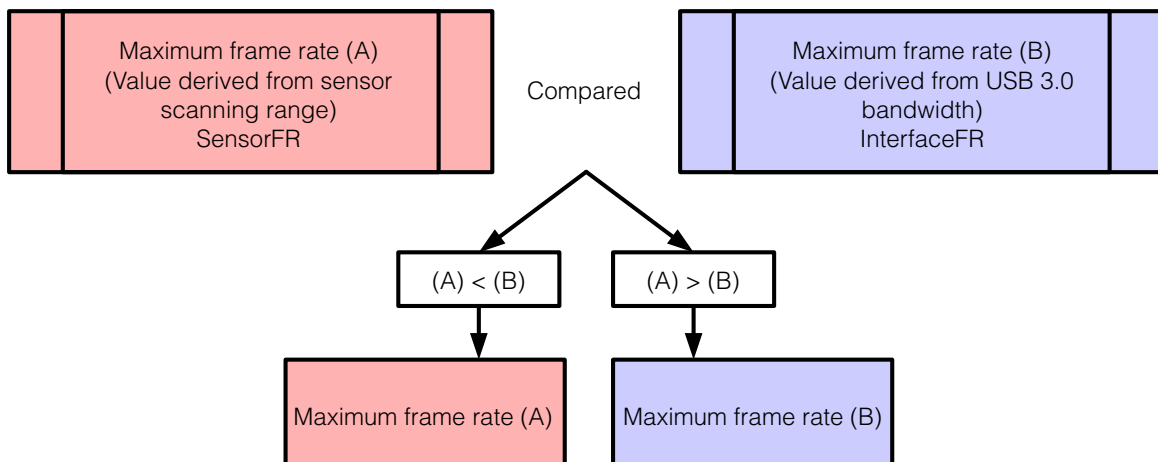 Maximum frame rate (A)
(Value derived from sensor
scanning range)
SensorFR
Compared
Maximum frame rate (B)
(Value derived from USB 3.0
bandwidth)
InterfaceFR
(A) < (B)
(A) > (B)
Maximum frame rate (A)
Maximum frame rate (B)